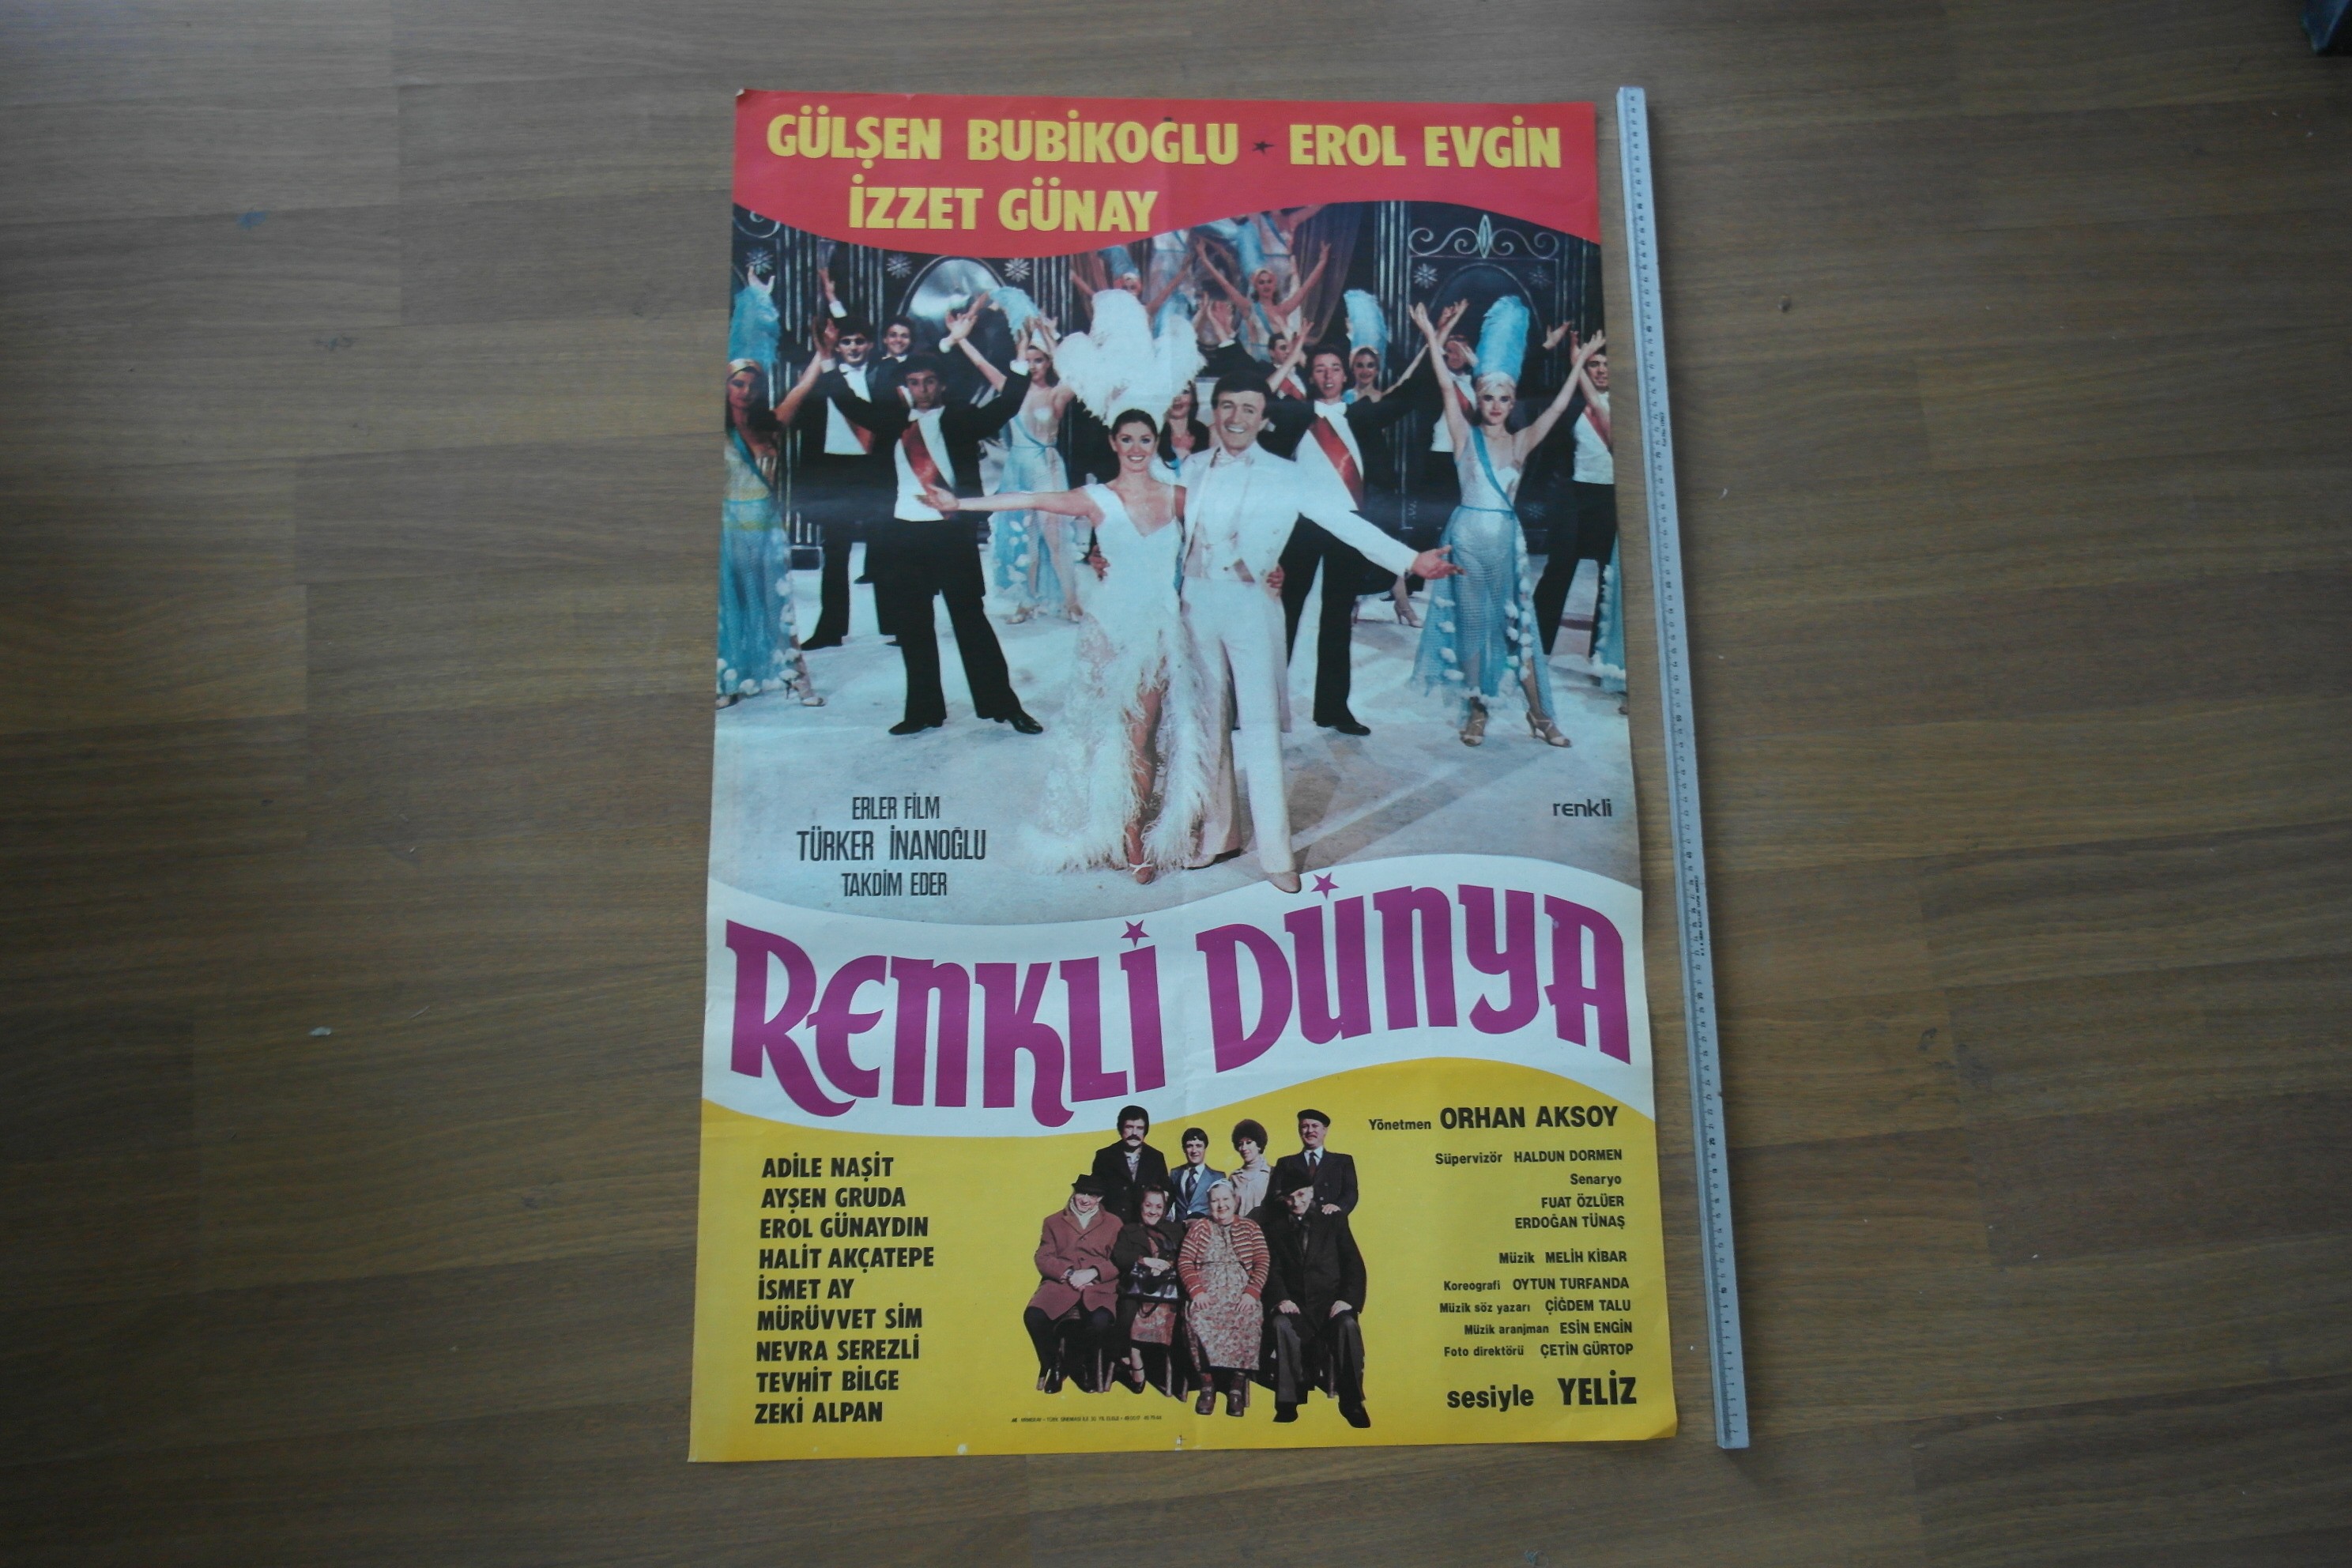 GÜLŞEN BUBİKOĞLU ★ EROL EVGİN
İZZET GÜNAY
ERLER FİLM
TÜRKER İNANOĞLU
TAKDİM EDER
renkli
RENKLİ DÜNYA
ADİLE NAŞİT
AYŞEN GRUDA
EROL GÜNAYDIN
HALİT AKÇATEPE
İSMET AY
MÜRÜVVET SİM
NEVRA SEREZLİ
TEVHİT BİLGE
ZEKİ ALPAN
Yönetmen ORHAN AKSOY
Süpervizör HALDUN DORMEN
Senaryo
FUAT ÖZLÜER
ERDOĞAN TÜNAŞ
Müzik MELİH KİBAR
Koreografi OYTUN TURFANDA
Müzik söz yazarı ÇİĞDEM TALU
Müzik aranjman ESİN ENGİN
Foto direktörü ÇETİN GÜRTOP
sesiyle YELİZ